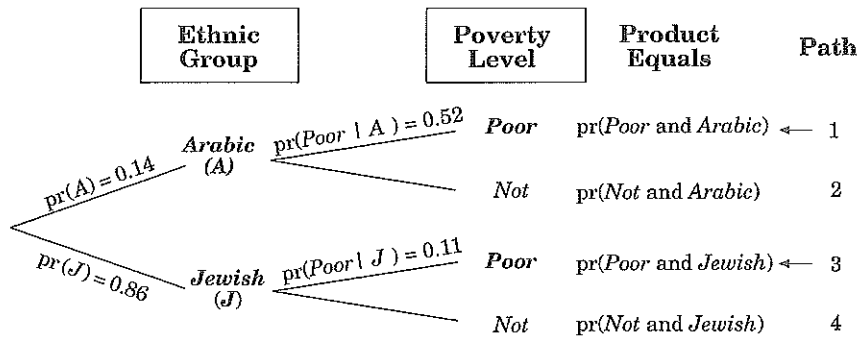 Ethnic
Group
Poverty
Level
Product
Equals
Path
pr(A) = 0.14
Arabic
(A)
pr(Poor | A ) = 0.52
Poor pr(Poor and Arabic) ← 1
Not pr(Not and Arabic) 2
pr(J) = 0.86
Jewish
(J)
pr(Poor | J ) = 0.11
Poor pr(Poor and Jewish) ← 3
Not pr(Not and Jewish) 4